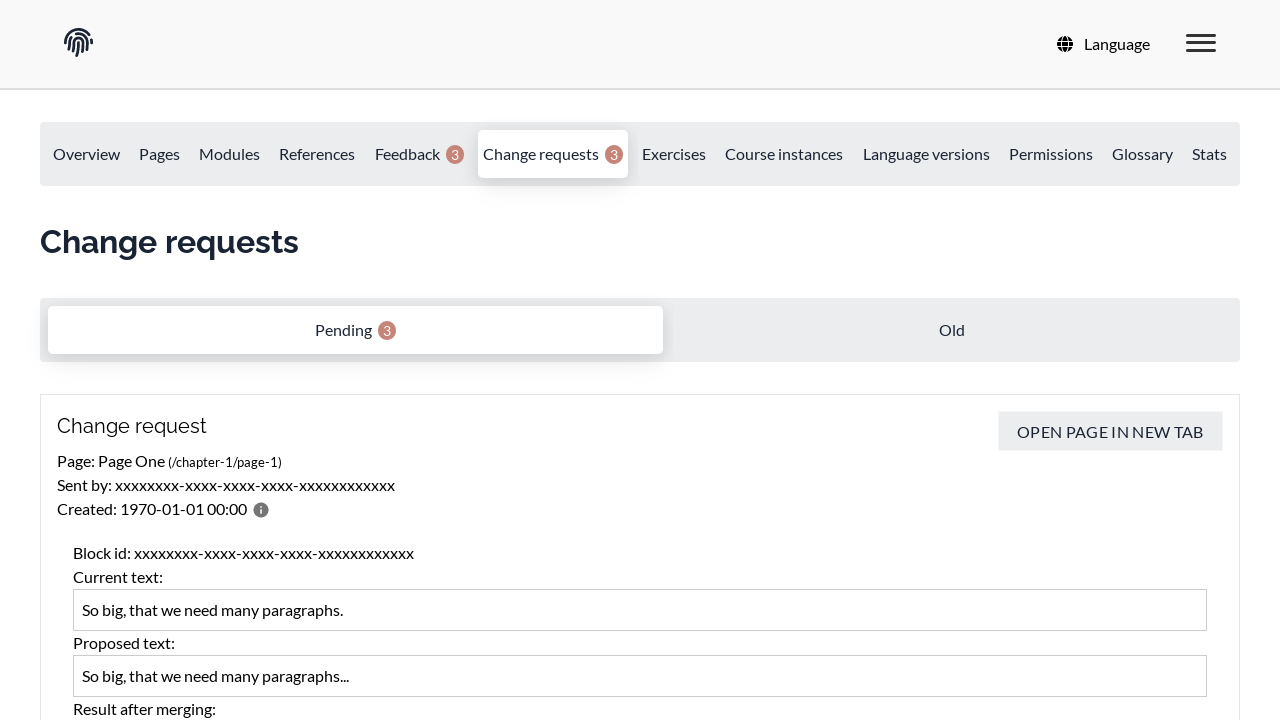 Language
Overview Pages Modules References Feedback 3 Change requests 3 Exercises Course instances Language versions Permissions Glossary Stats
Change requests
Pending 3 Old
Change request
OPEN PAGE IN NEW TAB
Page: Page One (/chapter-1/page-1)
Sent by: xxxxxxxx-xxxx-xxxx-xxxx-xxxxxxxxxxxx
Created: 1970-01-01 00:00
Block id: xxxxxxxx-xxxx-xxxx-xxxx-xxxxxxxxxxxx
Current text:
So big, that we need many paragraphs.
Proposed text:
So big, that we need many paragraphs...
Result after merging: